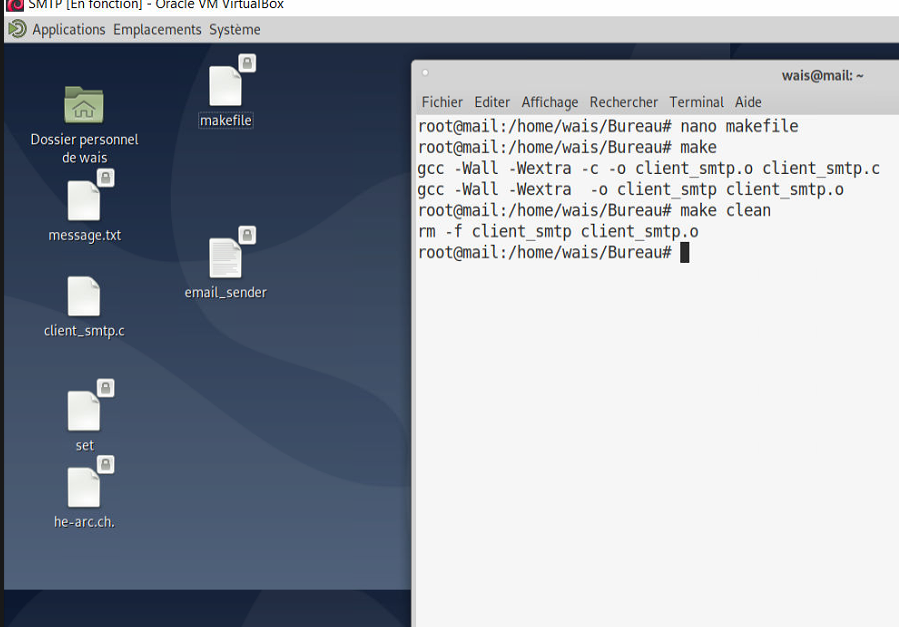 SMTP [En fonction] - Oracle VM VirtualBox
Applications Emplacements Système
makefile
Dossier personnel
de wais
message.txt
email_sender
client_smtp.c
set
he-arc.ch.
wais@mail: ~
Fichier Editer Affichage Rechercher Terminal Aide
root@mail:/home/wais/Bureau# nano makefile
root@mail:/home/wais/Bureau# make
gcc -Wall -Wextra -c -o client_smtp.o client_smtp.c
gcc -Wall -Wextra  -o client_smtp client_smtp.o
root@mail:/home/wais/Bureau# make clean
rm -f client_smtp client_smtp.o
root@mail:/home/wais/Bureau#